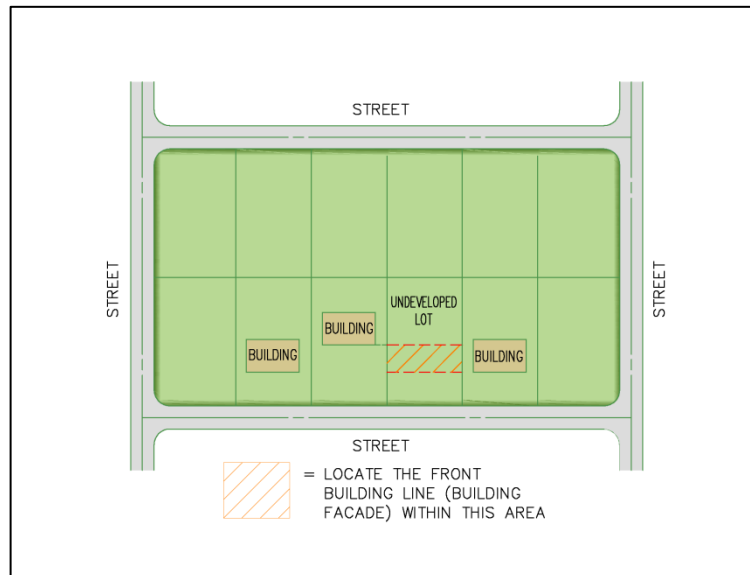 STREET
STREET
STREET
UNDEVELOPED
LOT
BUILDING
BUILDING
BUILDING
STREET
= LOCATE THE FRONT
BUILDING LINE (BUILDING
FACADE) WITHIN THIS AREA